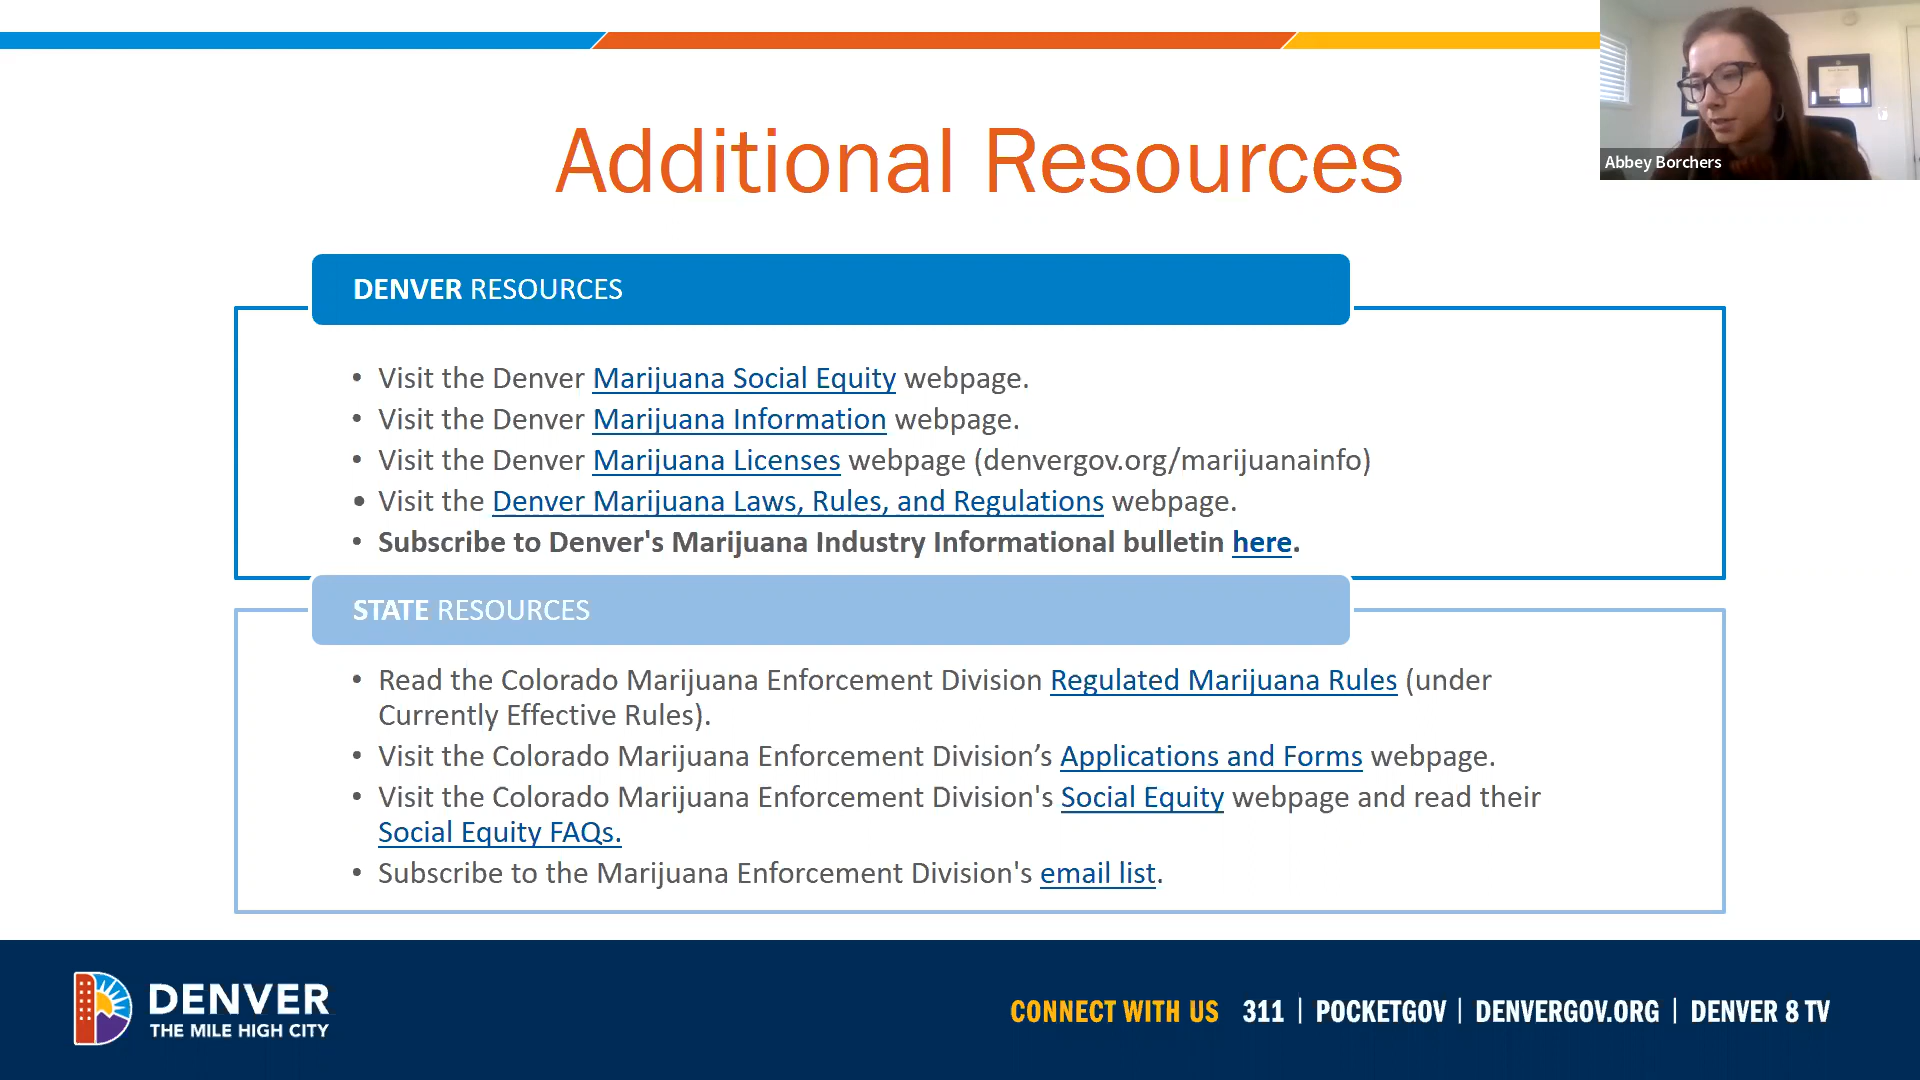 Abbey Borchers
Additional Resources
DENVER RESOURCES
• Visit the Denver Marijuana Social Equity webpage.
• Visit the Denver Marijuana Information webpage.
• Visit the Denver Marijuana Licenses webpage (denvergov.org/marijuanainfo)
• Visit the Denver Marijuana Laws, Rules, and Regulations webpage.
• Subscribe to Denver's Marijuana Industry Informational bulletin here.
STATE RESOURCES
• Read the Colorado Marijuana Enforcement Division Regulated Marijuana Rules (under
Currently Effective Rules).
• Visit the Colorado Marijuana Enforcement Division’s Applications and Forms webpage.
• Visit the Colorado Marijuana Enforcement Division's Social Equity webpage and read their
Social Equity FAQs.
• Subscribe to the Marijuana Enforcement Division's email list.
DENVER
THE MILE HIGH CITY
CONNECT WITH US 311 | POCKETGOV | DENVERGOV.ORG | DENVER 8 TV